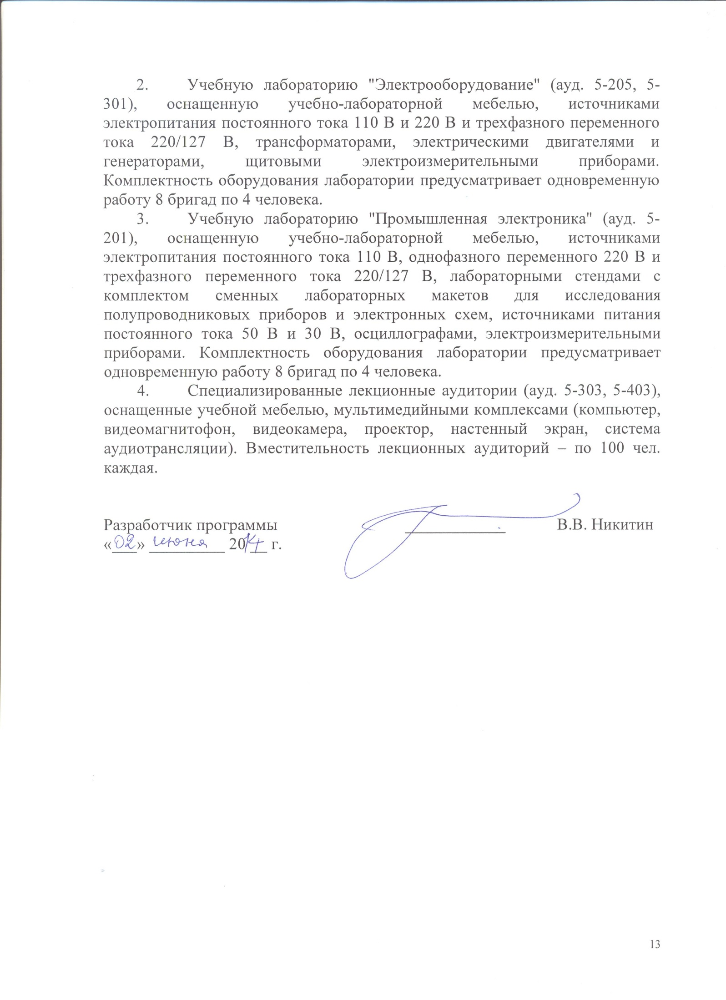 2. Учебную лабораторию "Электрооборудование" (ауд. 5-205, 5-
301), оснащенную учебно-лабораторной мебелью, источниками
электропитания постоянного тока 110 В и 220 В и трехфазного переменного
тока 220/127 В, трансформаторами, электрическими двигателями и
генераторами, щитовыми электроизмерительными приборами.
Комплектность оборудования лаборатории предусматривает одновременную
работу 8 бригад по 4 человека.
3. Учебную лабораторию "Промышленная электроника" (ауд. 5-
201), оснащенную учебно-лабораторной мебелью, источниками
электропитания постоянного тока 110 В, однофазного переменного 220 В и
трехфазного переменного тока 220/127 В, лабораторными стендами с
комплектом сменных лабораторных макетов для исследования
полупроводниковых приборов и электронных схем, источниками питания
постоянного тока 50 В и 30 В, осциллографами, электроизмерительными
приборами. Комплектность оборудования лаборатории предусматривает
одновременную работу 8 бригад по 4 человека.
4. Специализированные лекционные аудитории (ауд. 5-303, 5-403),
оснащенные учебной мебелью, мультимедийными комплексами (компьютер,
видеомагнитофон, видеокамера, проектор, настенный экран, система
аудиотрансляции). Вместительность лекционных аудиторий – по 100 чел.
каждая.
Разработчик программы ____________ В.В. Никитин
«02» июня 2014 г.
13